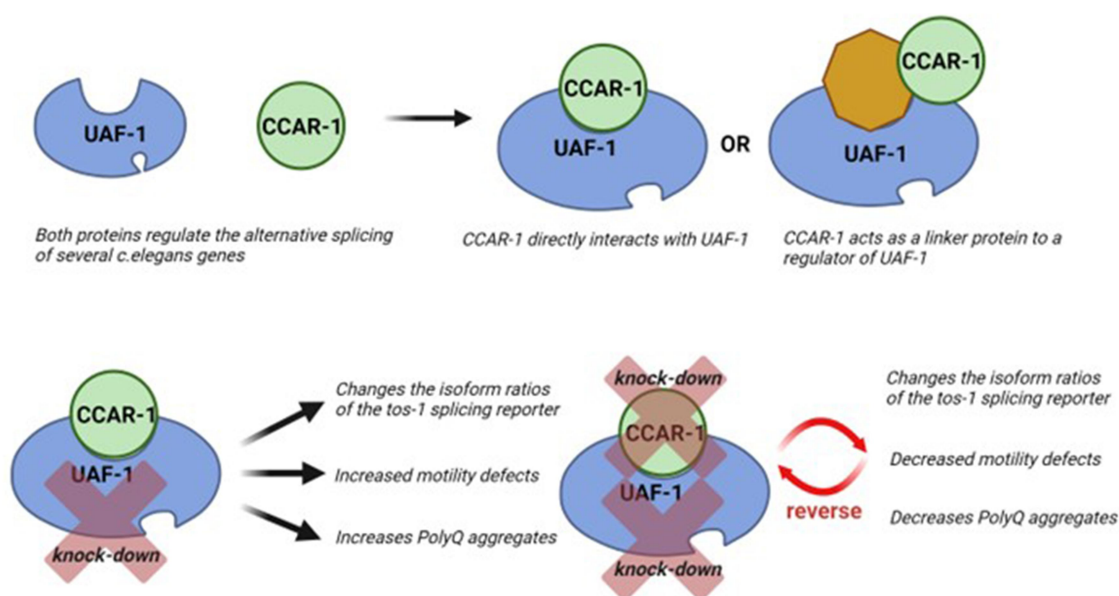 UAF-1
CCAR-1
CCAR-1
UAF-1
OR
CCAR-1
UAF-1
Both proteins regulate the alternative splicing
of several c.elegans genes
CCAR-1 directly interacts with UAF-1
CCAR-1 acts as a linker protein to a
regulator of UAF-1
CCAR-1
UAF-1
knock-down
Changes the isoform ratios
of the tos-1 splicing reporter
Increased motility defects
Increases PolyQ aggregates
knock-down
CCAR-1
UAF-1
knock-down
reverse
Changes the isoform ratios
of the tos-1 splicing reporter
Decreased motility defects
Decreases PolyQ aggregates